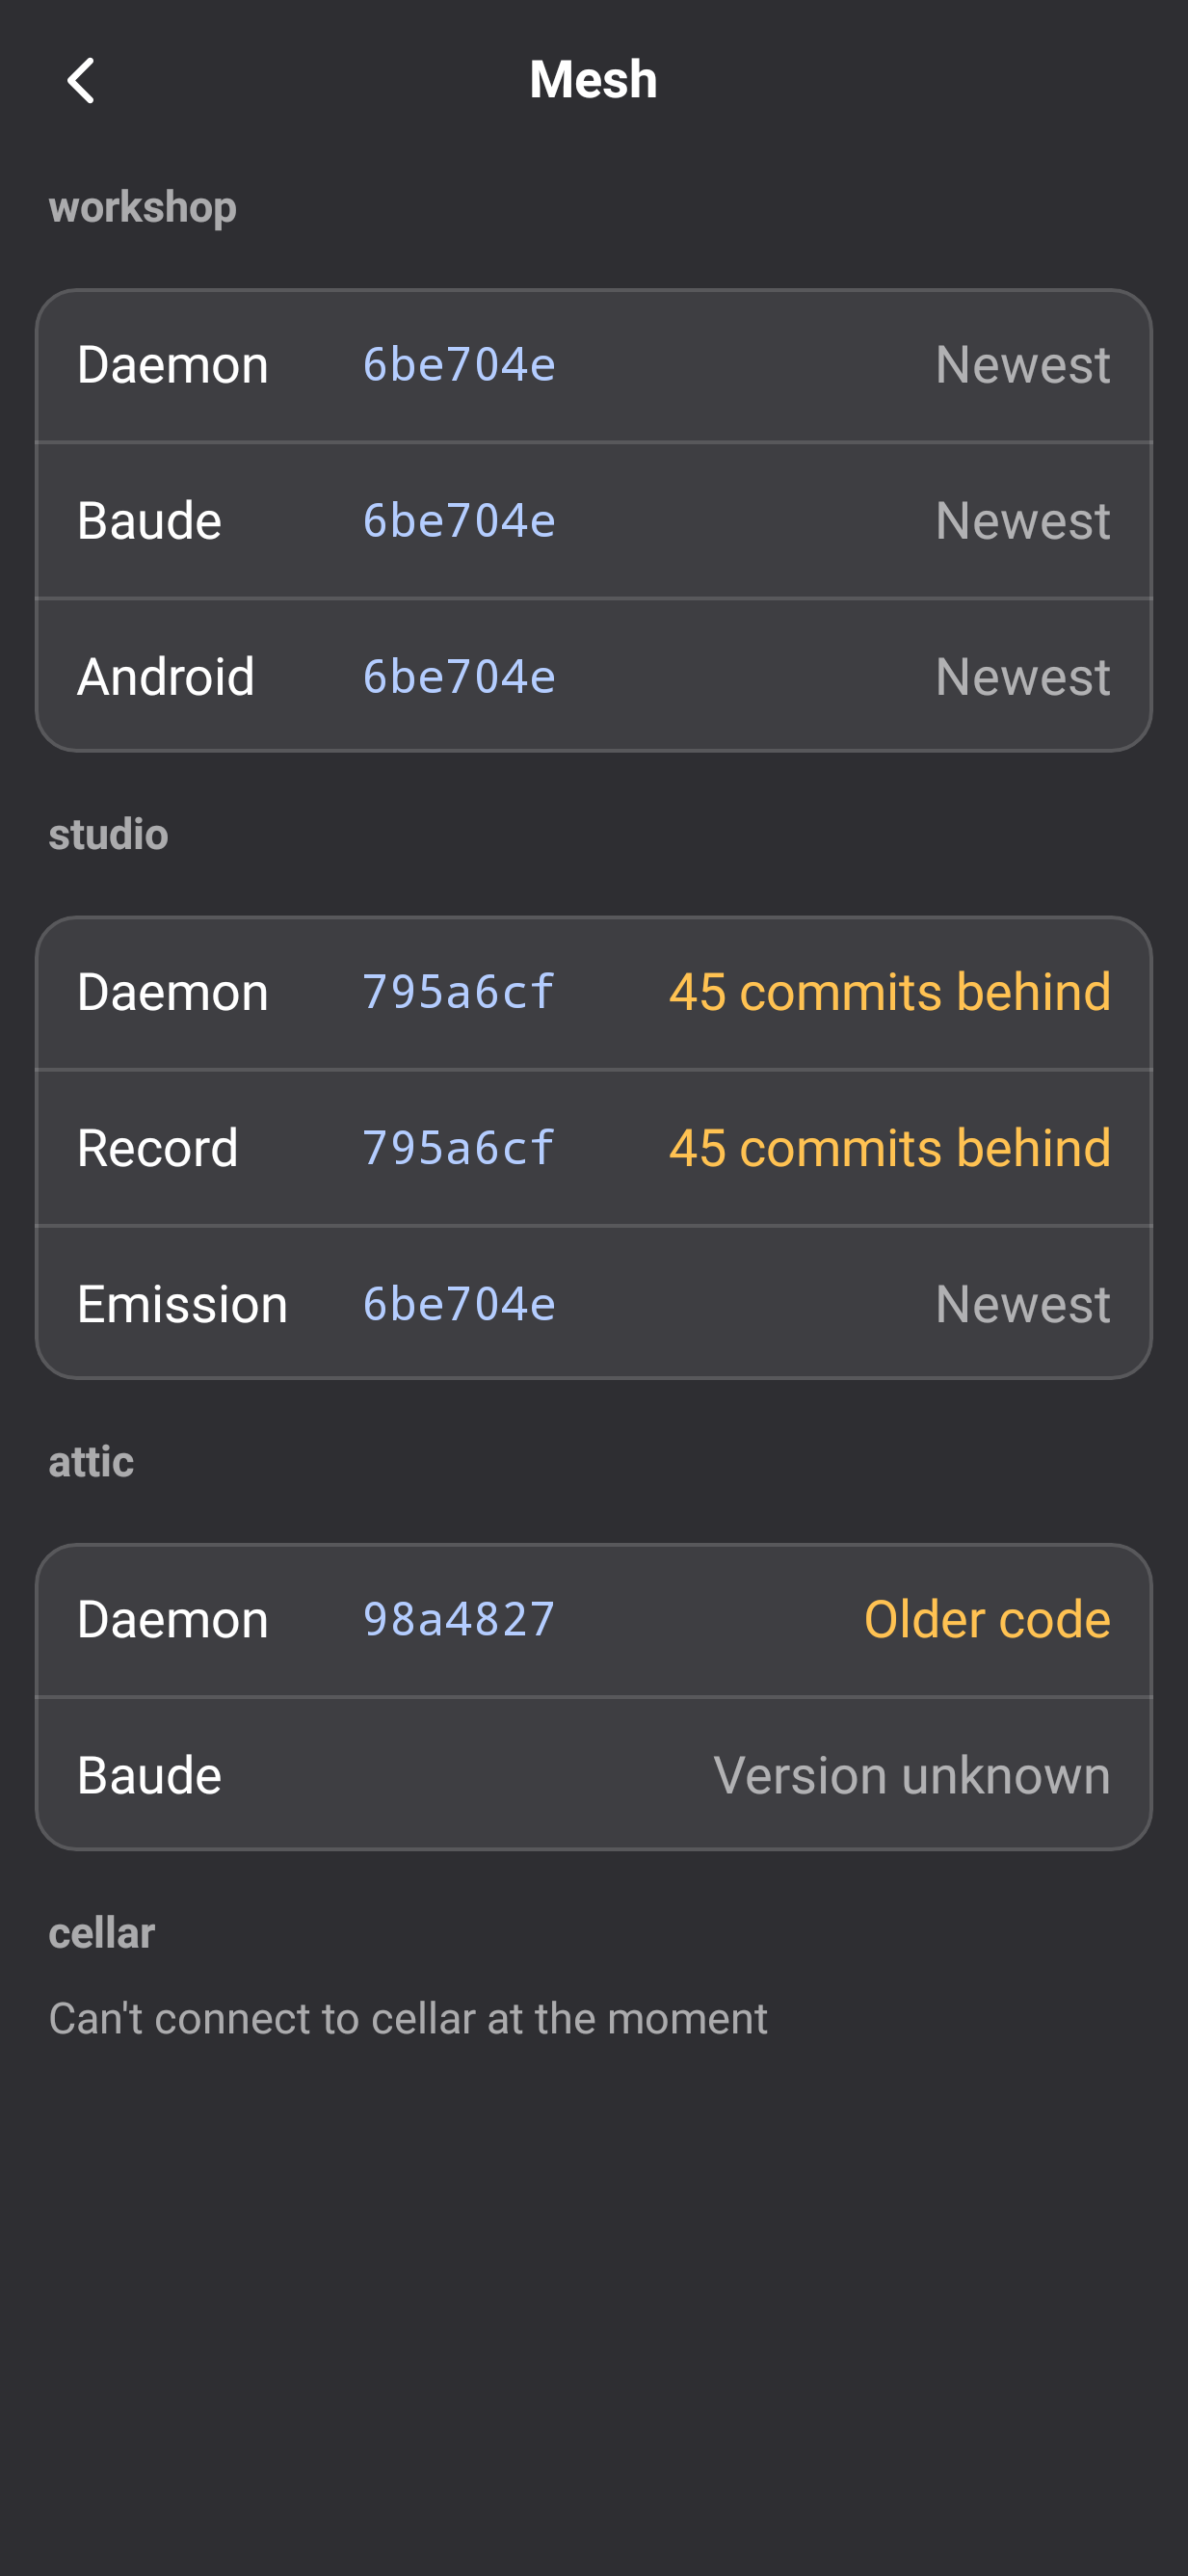 Mesh
workshop
Daemon 6be704e Newest
Baude 6be704e Newest
Android 6be704e Newest
studio
Daemon 795a6cf 45 commits behind
Record 795a6cf 45 commits behind
Emission 6be704e Newest
attic
Daemon 98a4827 Older code
Baude Version unknown
cellar
Can't connect to cellar at the moment